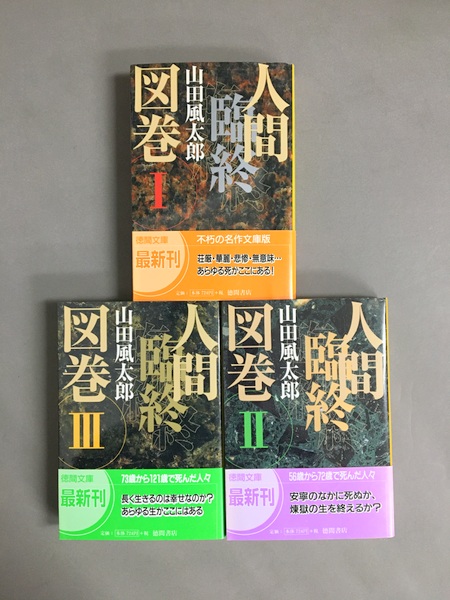 人間
臨終
図巻
山田風太郎
I
徳間文庫
最新刊
不朽の名作文庫版
荘厳・華麗・悲惨・無意味…
あらゆる死がここにある!
徳間書店
人間
臨終
図巻
山田風太郎
III
徳間文庫
最新刊
73歳から121歳で死んだ人々
長く生きるのは幸せなのか?
あらゆる生がここにはある
徳間書店
人間
臨終
図巻
山田風太郎
II
徳間文庫
最新刊
56歳から72歳で死んだ人々
安寧のなかに死ぬか、
煉獄の生を終えるか?
徳間書店